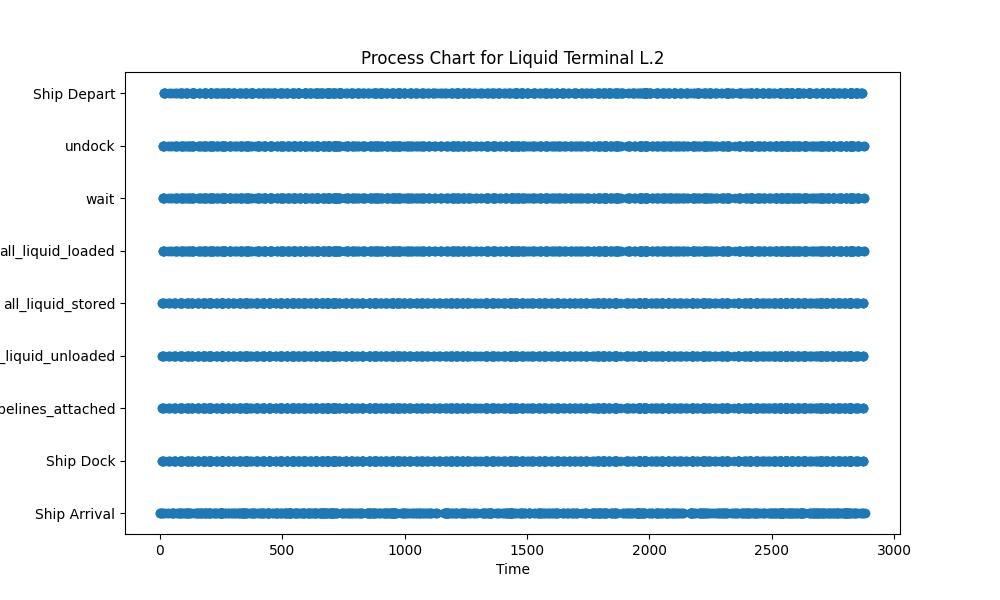 Process Chart for Liquid Terminal L.2
Ship Depart
undock
wait
all_liquid_loaded
all_liquid_stored
_liquid_unloaded
pelines_attached
Ship Dock
Ship Arrival
0 500 1000 1500 2000 2500 3000
Time